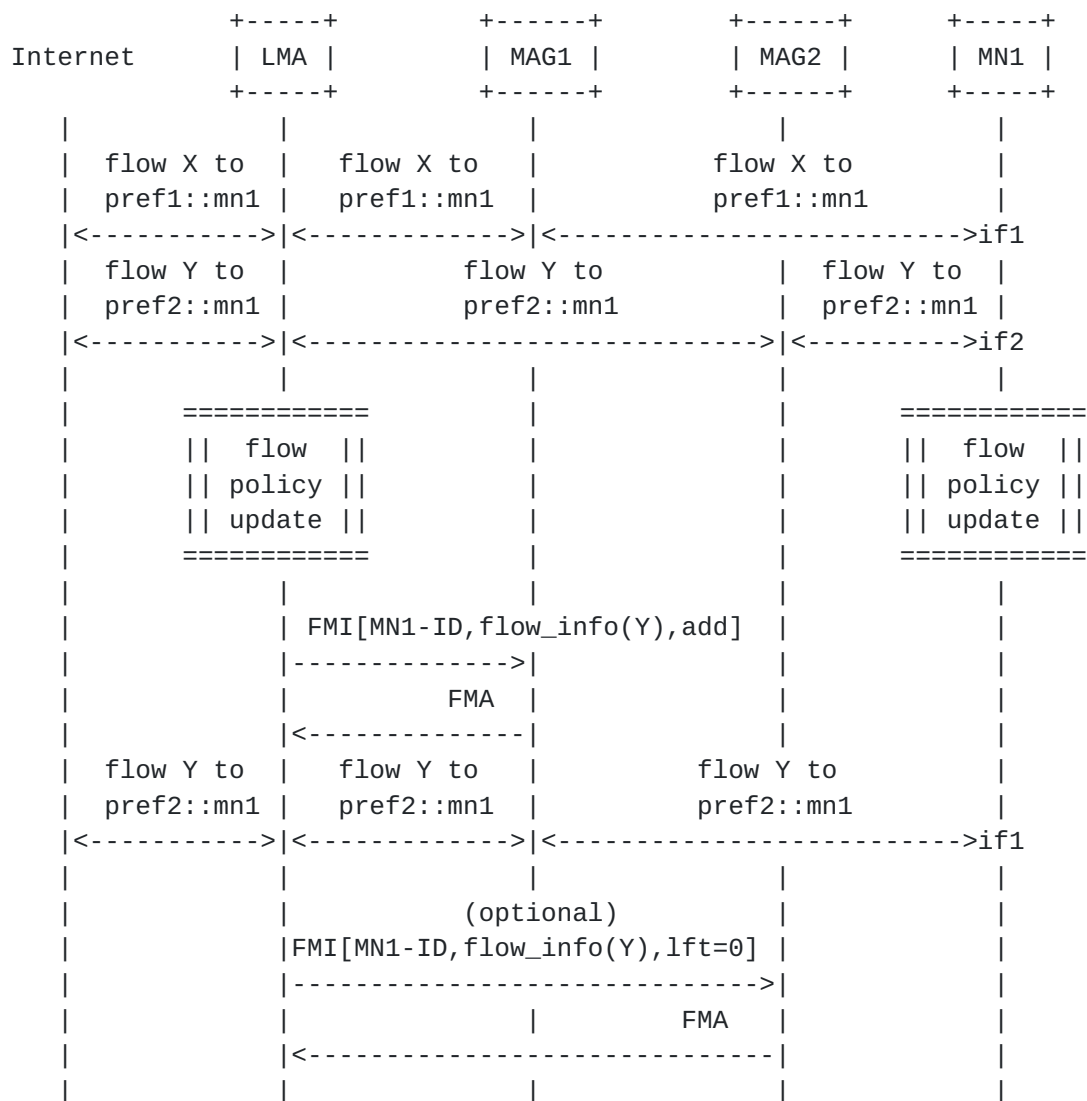 Internet LMA MAG1 MAG2 MN1
flow X to flow X to flow X to
pref1::mn1 pref1::mn1 pref1::mn1
if1
flow Y to flow Y to flow Y to
pref2::mn1 pref2::mn1 pref2::mn1
if2
flow flow
policy policy
update update
FMI[MN1-ID,flow_info(Y),add]
FMA
flow Y to flow Y to flow Y to
pref2::mn1 pref2::mn1 pref2::mn1
if1
(optional)
FMI[MN1-ID,flow_info(Y),lft=0]
FMA